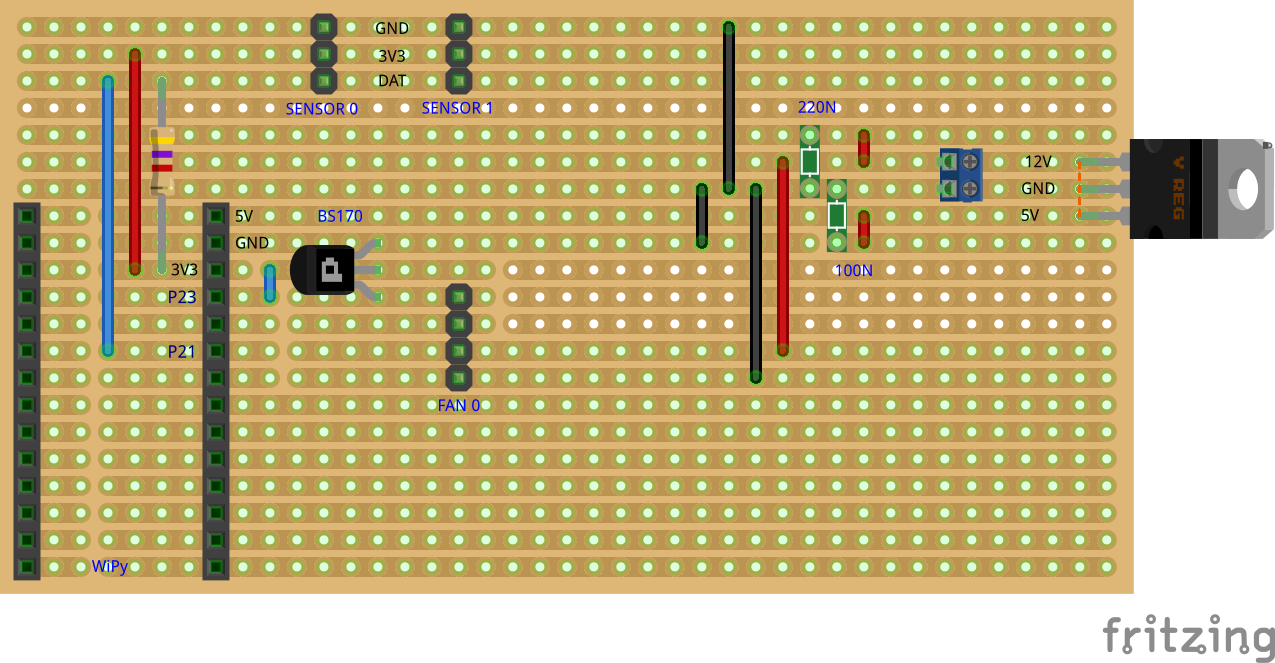 GND
3V3
DAT
SENSOR 0
SENSOR 1
220N
12V
GND
5V
V REG
5V
BS170
GND
3V3
100N
P23
P21
FAN 0
WiPy
fritzing